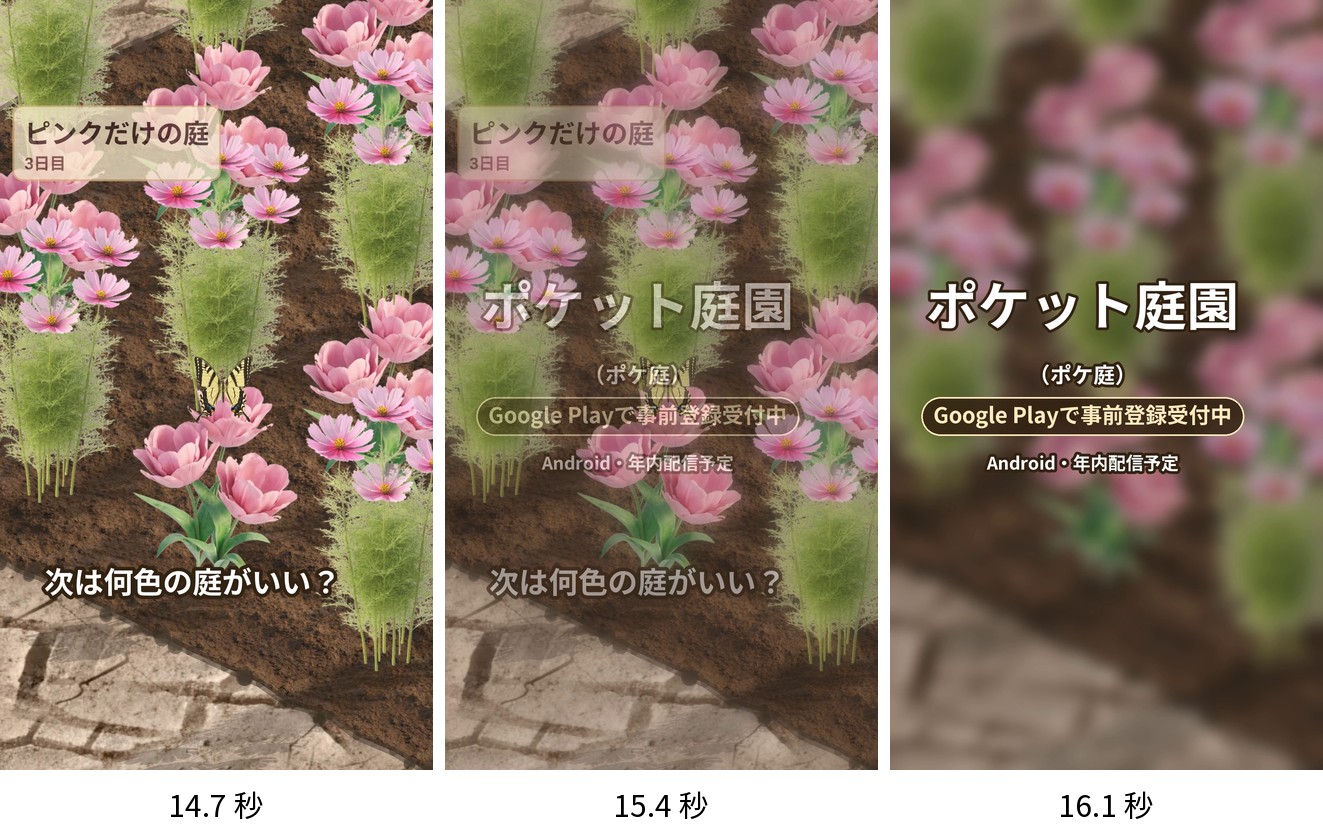 ピンクだけの庭
3日目
次は何色の庭がいい？
14.7 秒
ピンクだけの庭
3日目
ポケット庭園
（ポケ庭）
Google Playで事前登録受付中
Android・年内配信予定
次は何色の庭がいい？
15.4 秒
ポケット庭園
（ポケ庭）
Google Playで事前登録受付中
Android・年内配信予定
16.1 秒